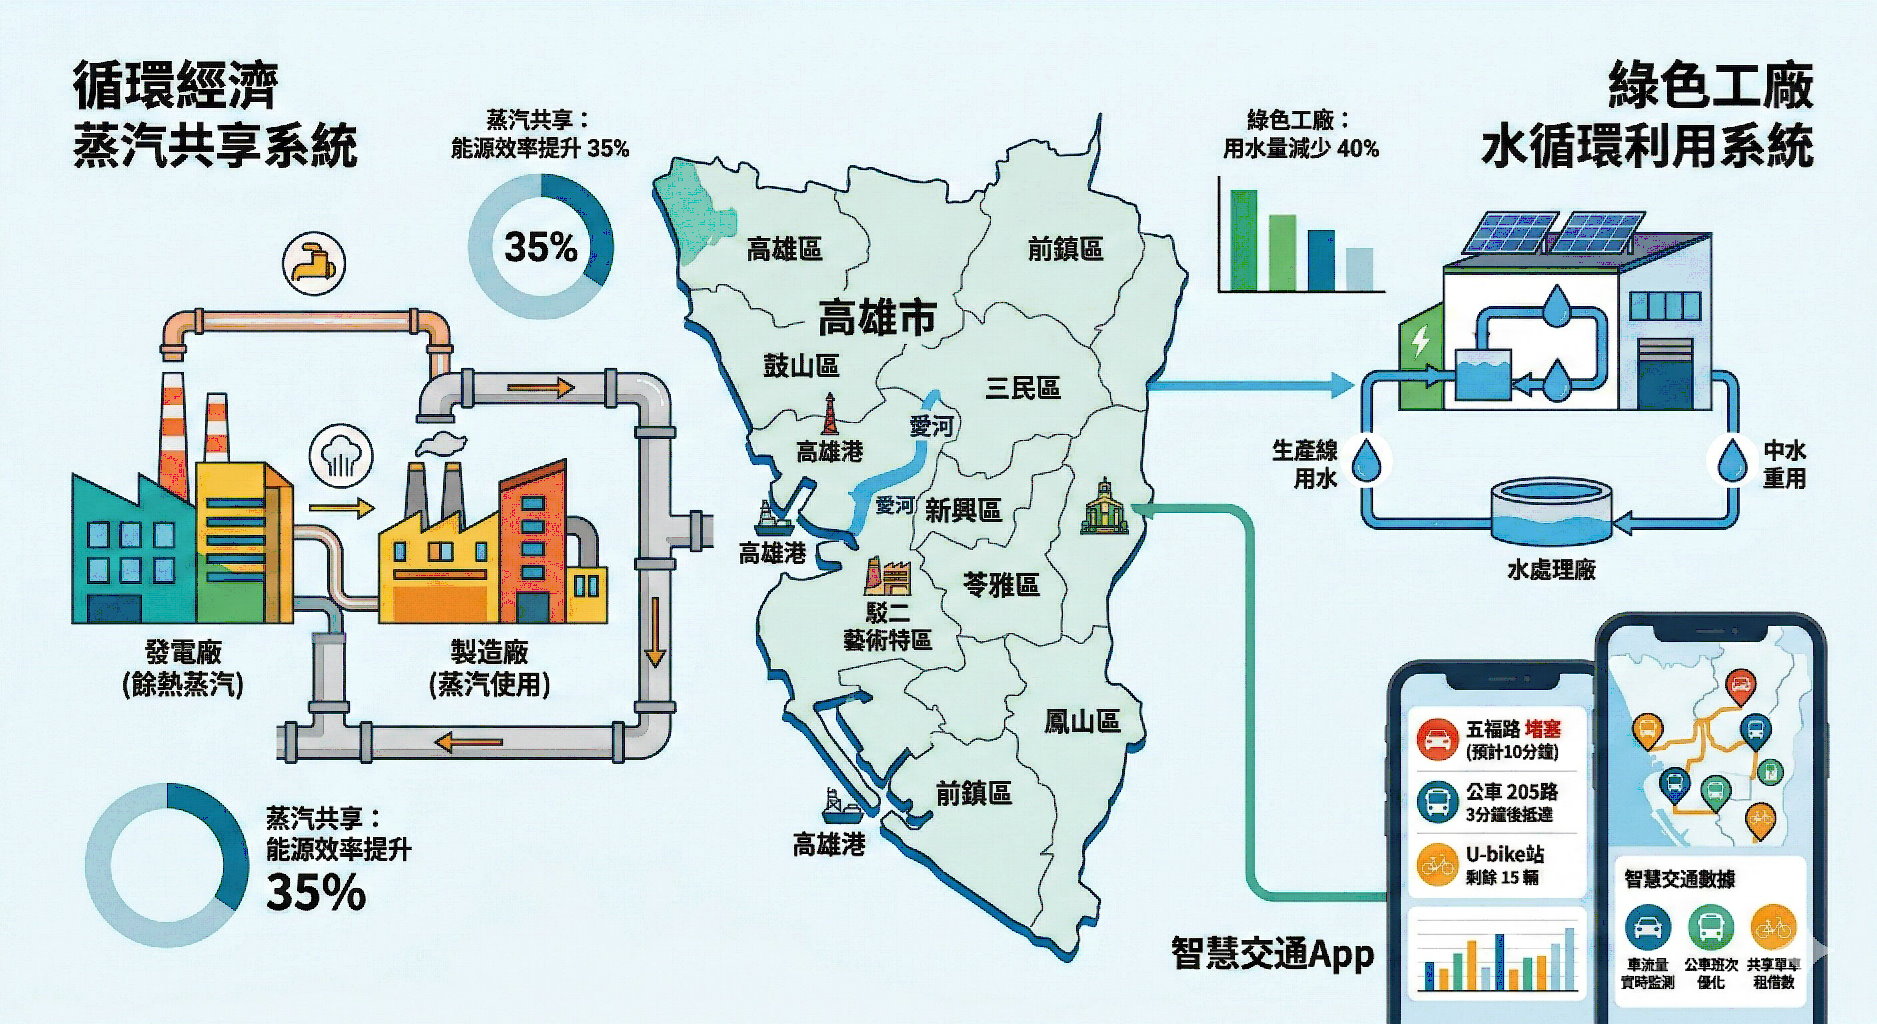 循環經濟
蒸汽共享系統
蒸汽共享：
能源效率提升 35%
35%
綠色工廠：
用水量減少 40%
綠色工廠
水循環利用系統
高雄區
前鎮區
高雄市
鼓山區
三民區
愛河
高雄港
愛河
新興區
高雄港
苓雅區
駁二
藝術特區
鳳山區
前鎮區
高雄港
發電廠
(餘熱蒸汽)
製造廠
(蒸汽使用)
蒸汽共享：
能源效率提升
35%
生產線
用水
中水
重用
水處理廠
智慧交通App
五福路 堵塞
(預計10分鐘)
公車 205路
3分鐘後抵達
U-bike站
剩餘 15 輛
智慧交通數據
車流量
實時監測
公車班次
優化
共享單車
租借數